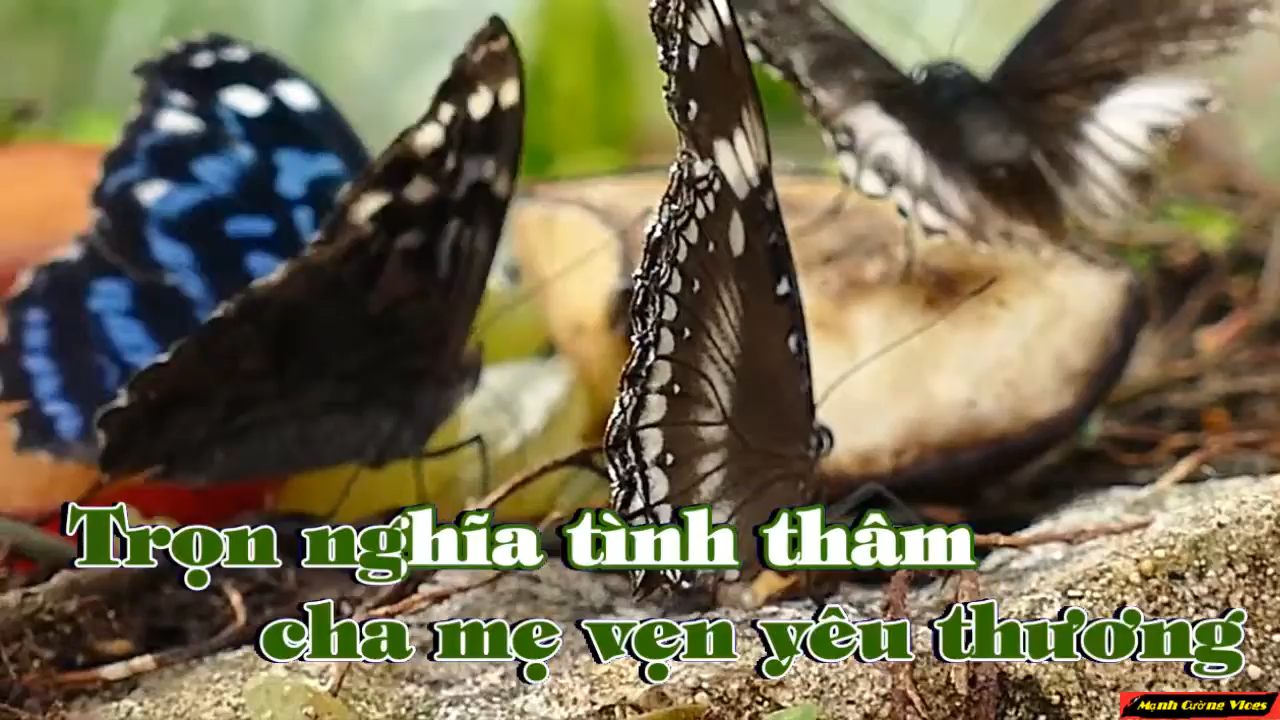 Trọn nghĩa tình thâm
cha mẹ vẹn yêu thương
Mạnh Cường Vlogs